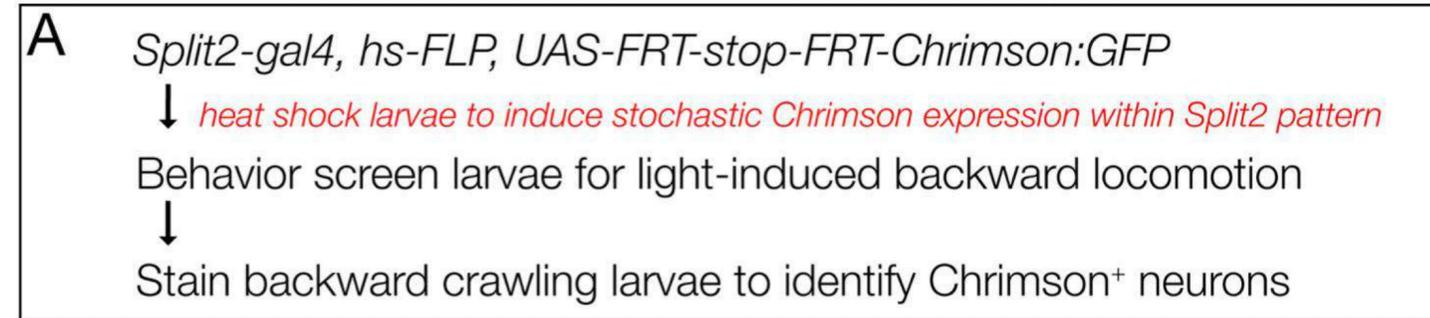 A
Split2-gal4, hs-FLP, UAS-FRT-stop-FRT-Chrimson:GFP
↓ heat shock larvae to induce stochastic Chrimson expression within Split2 pattern
Behavior screen larvae for light-induced backward locomotion
↓
Stain backward crawling larvae to identify Chrimson⁺ neurons